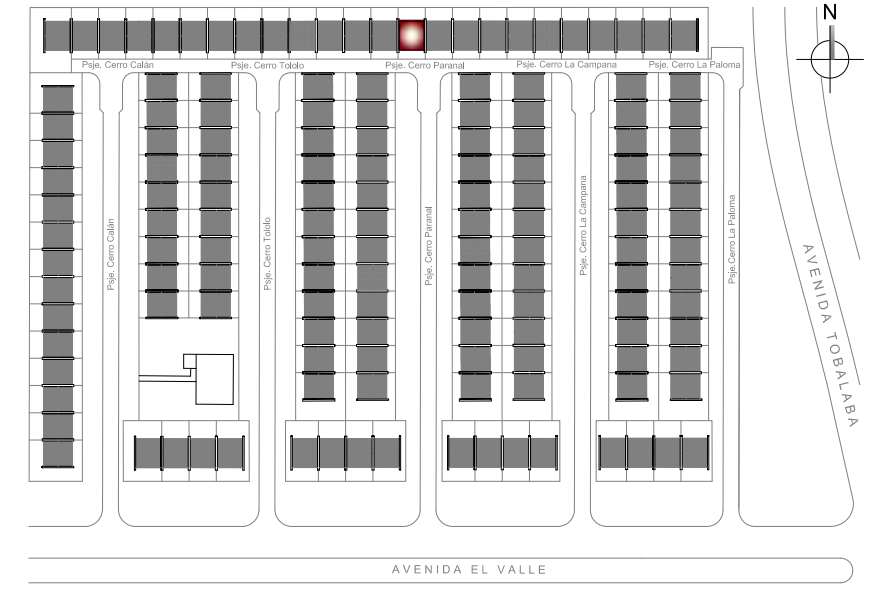 N
Psje. Cerro Calán
Psje. Cerro Tololo
Psje. Cerro Paranal
Psje. Cerro La Campana
Psje. Cerro La Paloma
Psje. Cerro Calán
Psje. Cerro Tololo
Psje. Cerro Paranal
Psje. Cerro La Campana
Psje.Cerro La Paloma
AVENIDA TOBALABA
AVENIDA EL VALLE